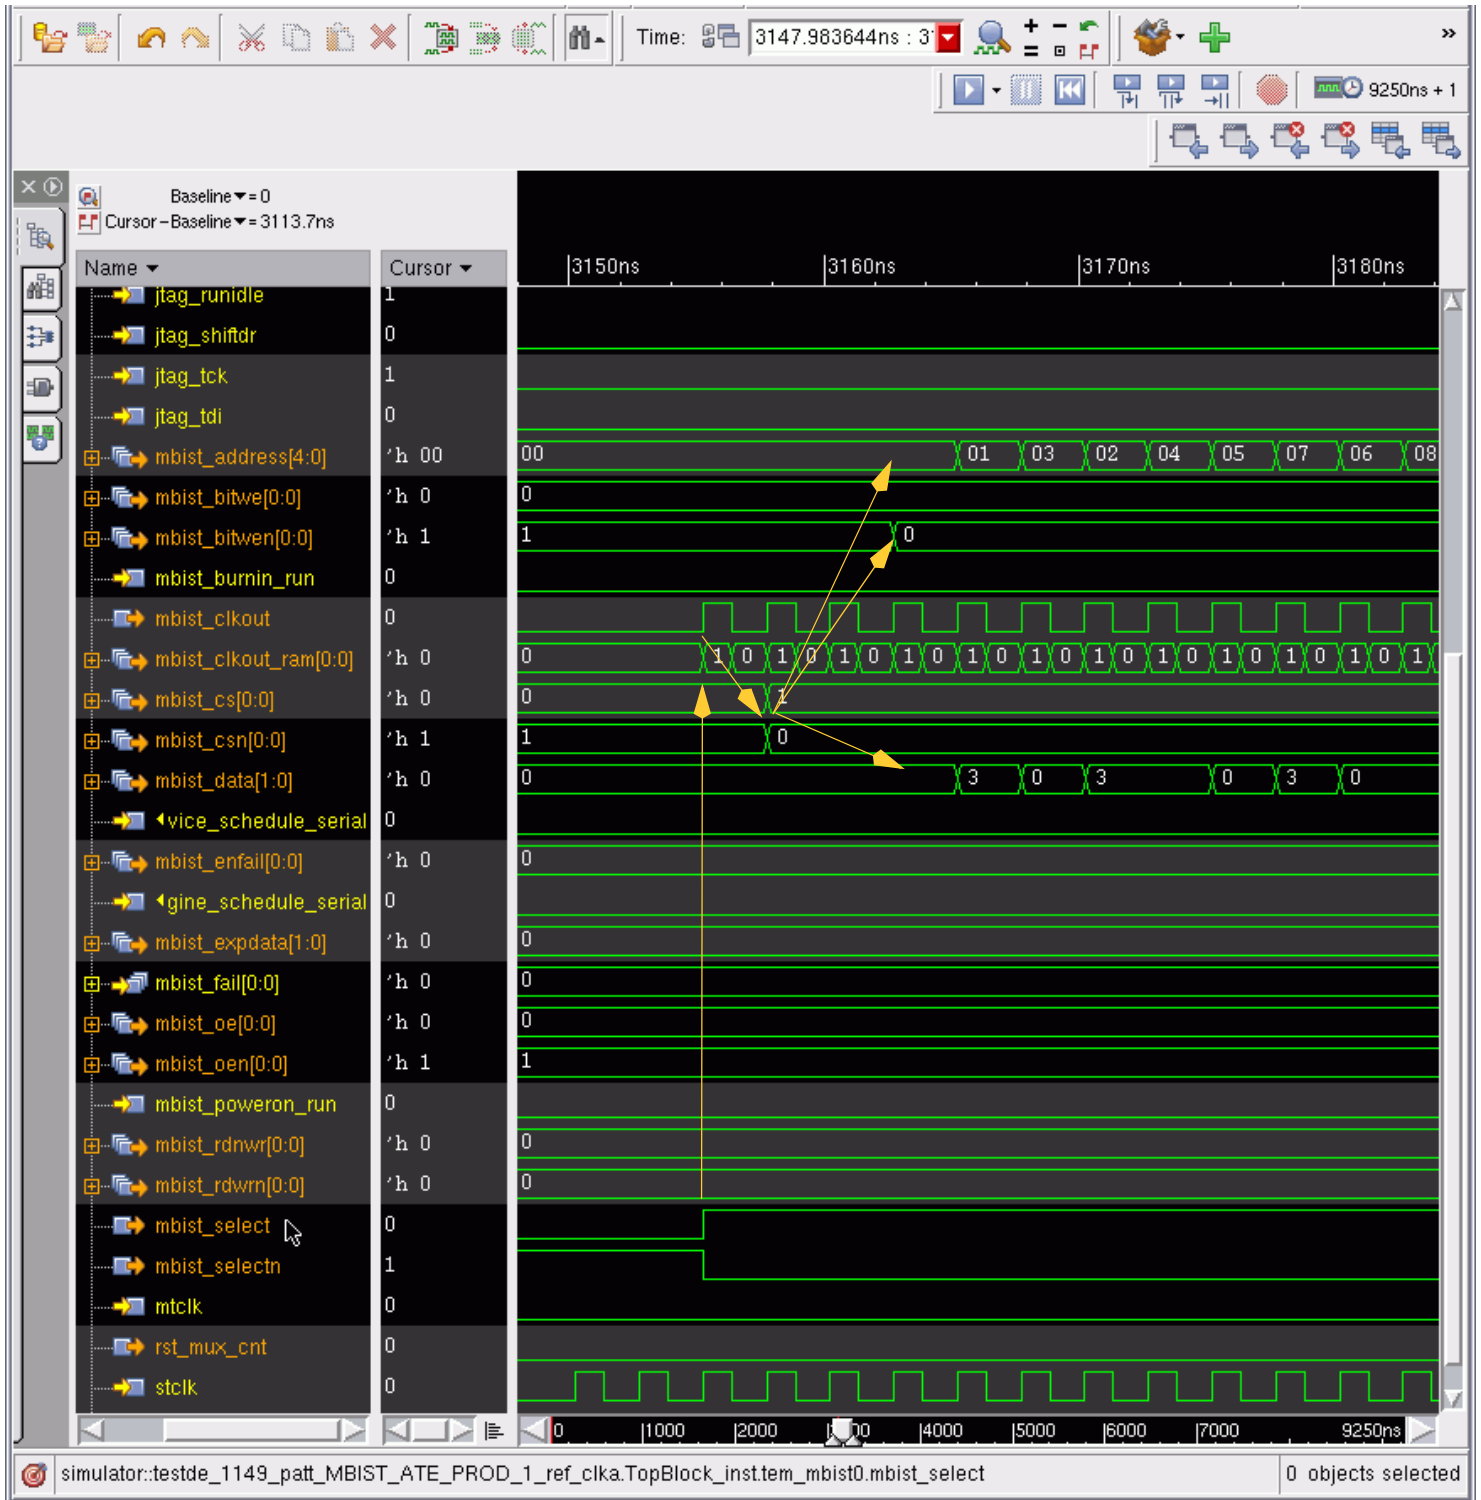 Time: 3147.983644ns : 3
»
9250ns + 1
Baseline▼= 0
Cursor-Baseline▼= 3113.7ns
Name Cursor 3150ns 3160ns 3170ns 3180ns
jtag_runidle 1
jtag_shiftdr 0
jtag_tck 1
jtag_tdi 0
mbist_address[4:0] 'h 00 00 01 03 02 04 05 07 06 08
mbist_bitwe[0:0] 'h 0 0
mbist_bitwen[0:0] 'h 1 1 0
mbist_burnin_run 0
mbist_clkout 0
mbist_clkout_ram[0:0] 'h 0 0 1 0 1 0 1 0 1 0 1 0 1 0 1 0 1 0 1 0 1 0 1 0 1
mbist_cs[0:0] 'h 0 0 1
mbist_csn[0:0] 'h 1 1 0
mbist_data[1:0] 'h 0 0 3 0 3 0 3 0
vice_schedule_serial 0
mbist_enfail[0:0] 'h 0 0
gine_schedule_serial 0
mbist_expdata[1:0] 'h 0 0
mbist_fail[0:0] 'h 0 0
mbist_oe[0:0] 'h 0 0
mbist_oen[0:0] 'h 1 1
mbist_poweron_run 0
mbist_rdnwr[0:0] 'h 0 0
mbist_rdwrn[0:0] 'h 0 0
mbist_select 0
mbist_selectn 1
mtclk 0
rst_mux_cnt 0
stclk 0
0 1000 2000 4000 5000 6000 7000 9250ns
simulator::testde_1149_patt_MBIST_ATE_PROD_1_ref_clka.TopBlock_inst.tem_mbist0.mbist_select 0 objects selected